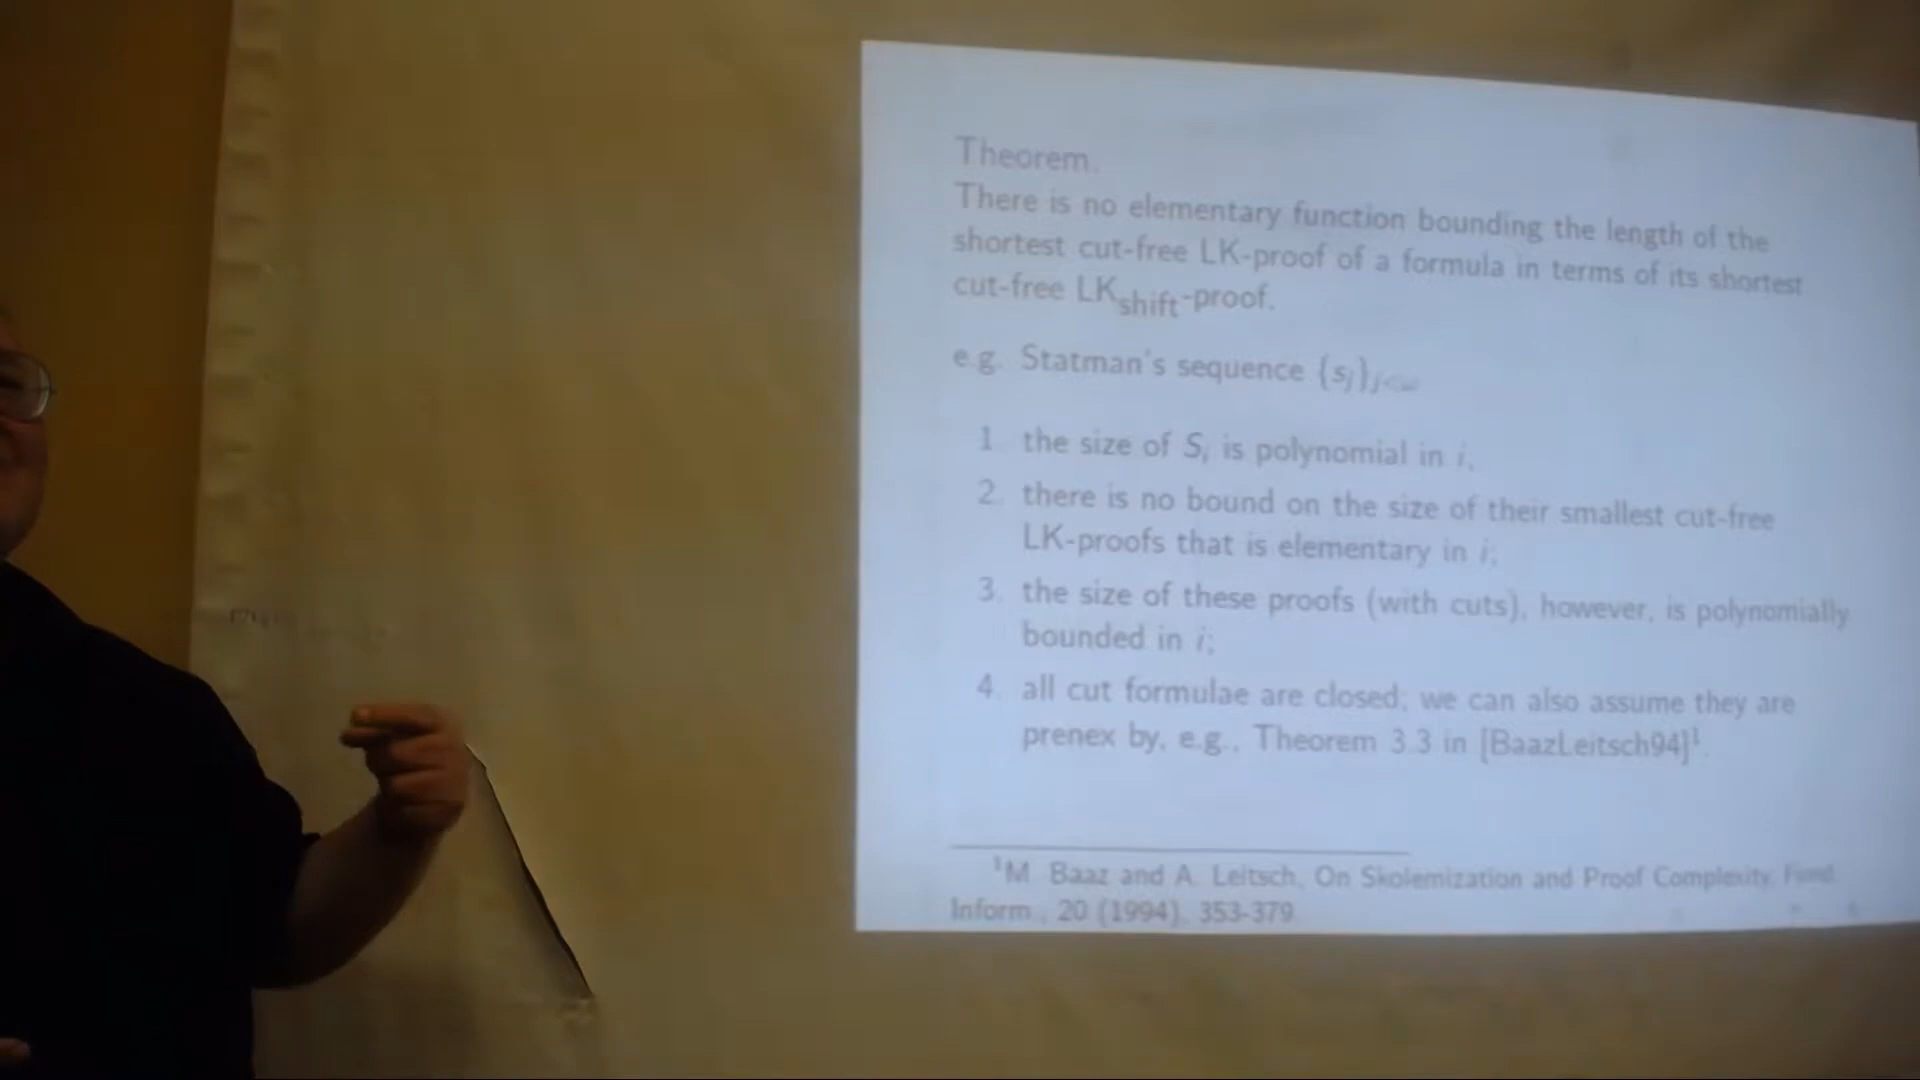 Theorem.
There is no elementary function bounding the length of the
shortest cut-free LK-proof of a formula in terms of its shortest
cut-free LK_shift-proof.
e.g. Statman's sequence {s_j}_{j<ω}
1. the size of S_i is polynomial in i,
2. there is no bound on the size of their smallest cut-free
LK-proofs that is elementary in i;
3. the size of these proofs (with cuts), however, is polynomially
bounded in i;
4. all cut formulae are closed; we can also assume they are
prenex by, e.g., Theorem 3.3 in [BaazLeitsch94]¹.
¹M. Baaz and A. Leitsch, On Skolemization and Proof Complexity, Fund.
Inform., 20 (1994), 353-379